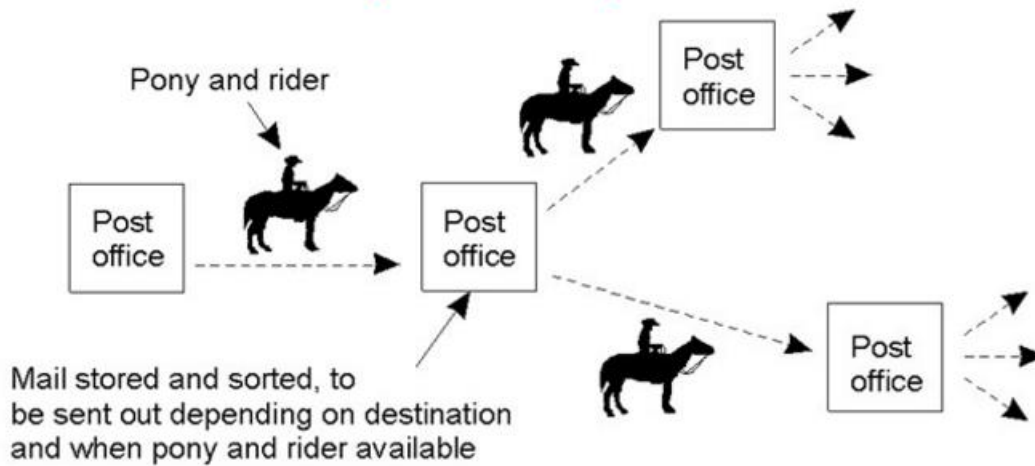 Pony and rider
Post
office
Post
office
Post
office
Post
office
Mail stored and sorted, to
be sent out depending on destination
and when pony and rider available